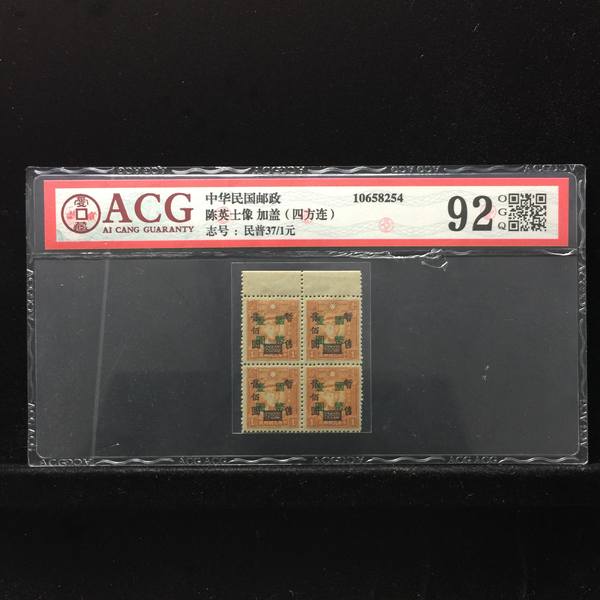 ACG
AI CANG GUARANTY
中华民国邮政
10658254
陈英士像 加盖（四方连）
志号：民普37/1元
92
OGQ